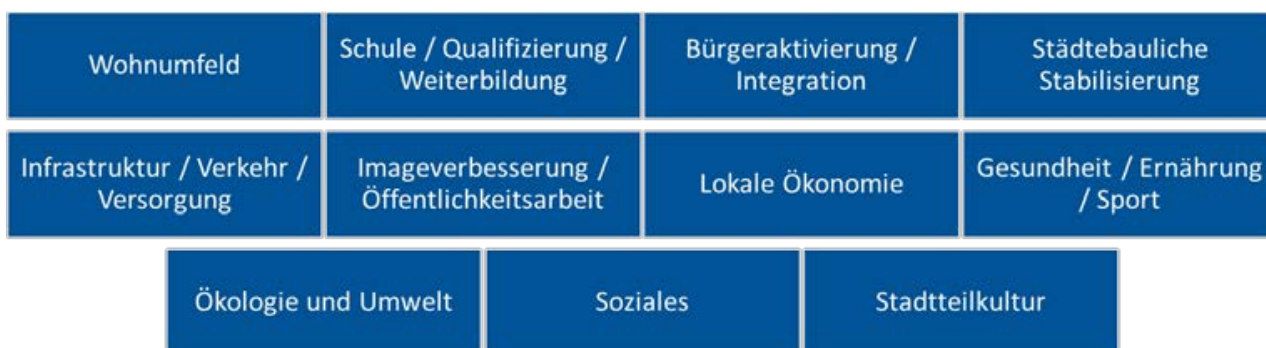 Wohnumfeld
Schule / Qualifizierung /
Weiterbildung
Bürgeraktivierung /
Integration
Städtebauliche
Stabilisierung
Infrastruktur / Verkehr /
Versorgung
Imageverbesserung /
Öffentlichkeitsarbeit
Lokale Ökonomie
Gesundheit / Ernährung
/ Sport
Ökologie und Umwelt
Soziales
Stadtteilkultur